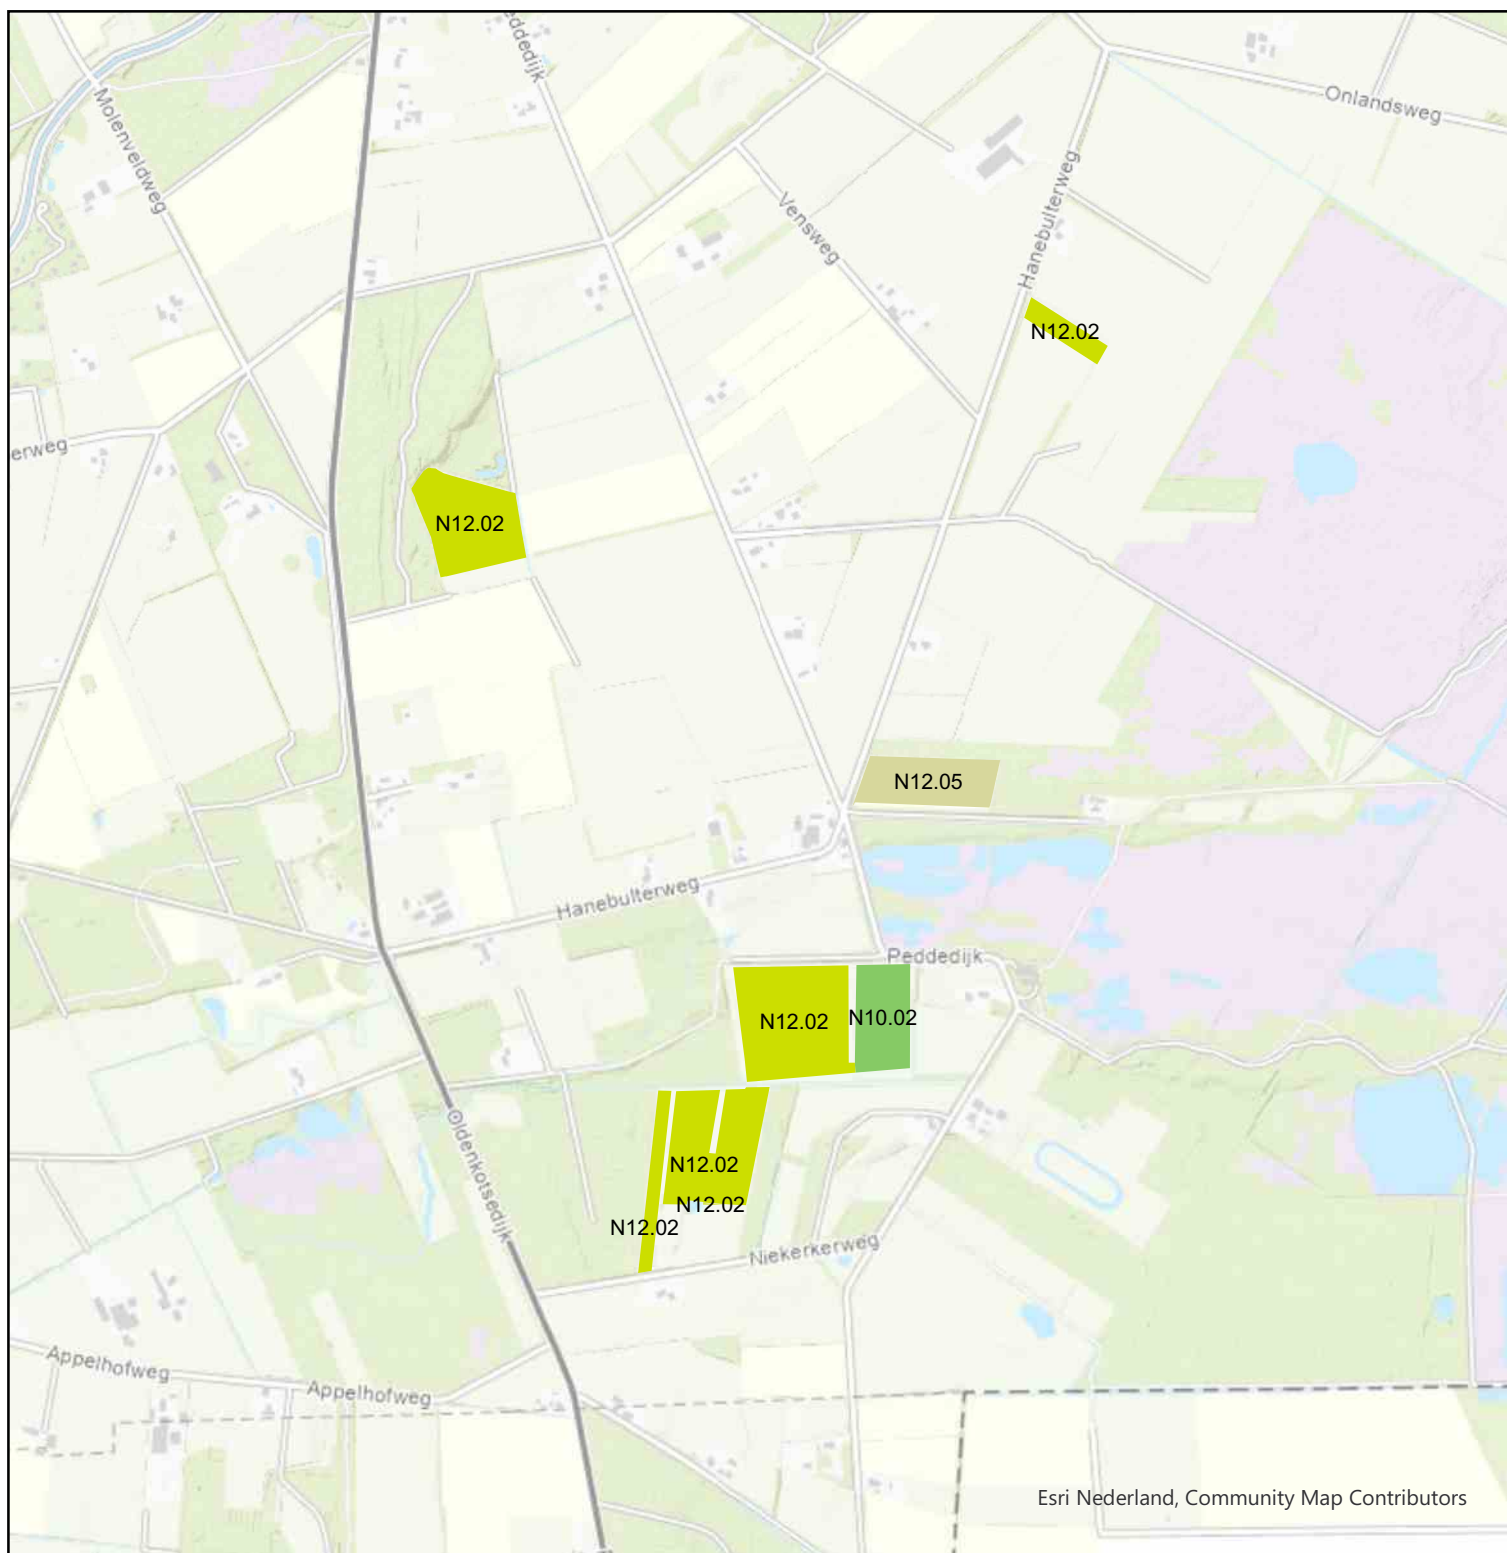 eddedijk
Molenveldweg
Onlandsweg
Vensweg
Hanebulterweg
N12.02
erweg
N12.02
N12.05
Hanebulterweg
Peddedijk
N12.02
N10.02
Oldenkotsedijk
N12.02
N12.02
N12.02
Niekerkerweg
Appelhofweg
Appelhofweg
Esri Nederland, Community Map Contributors